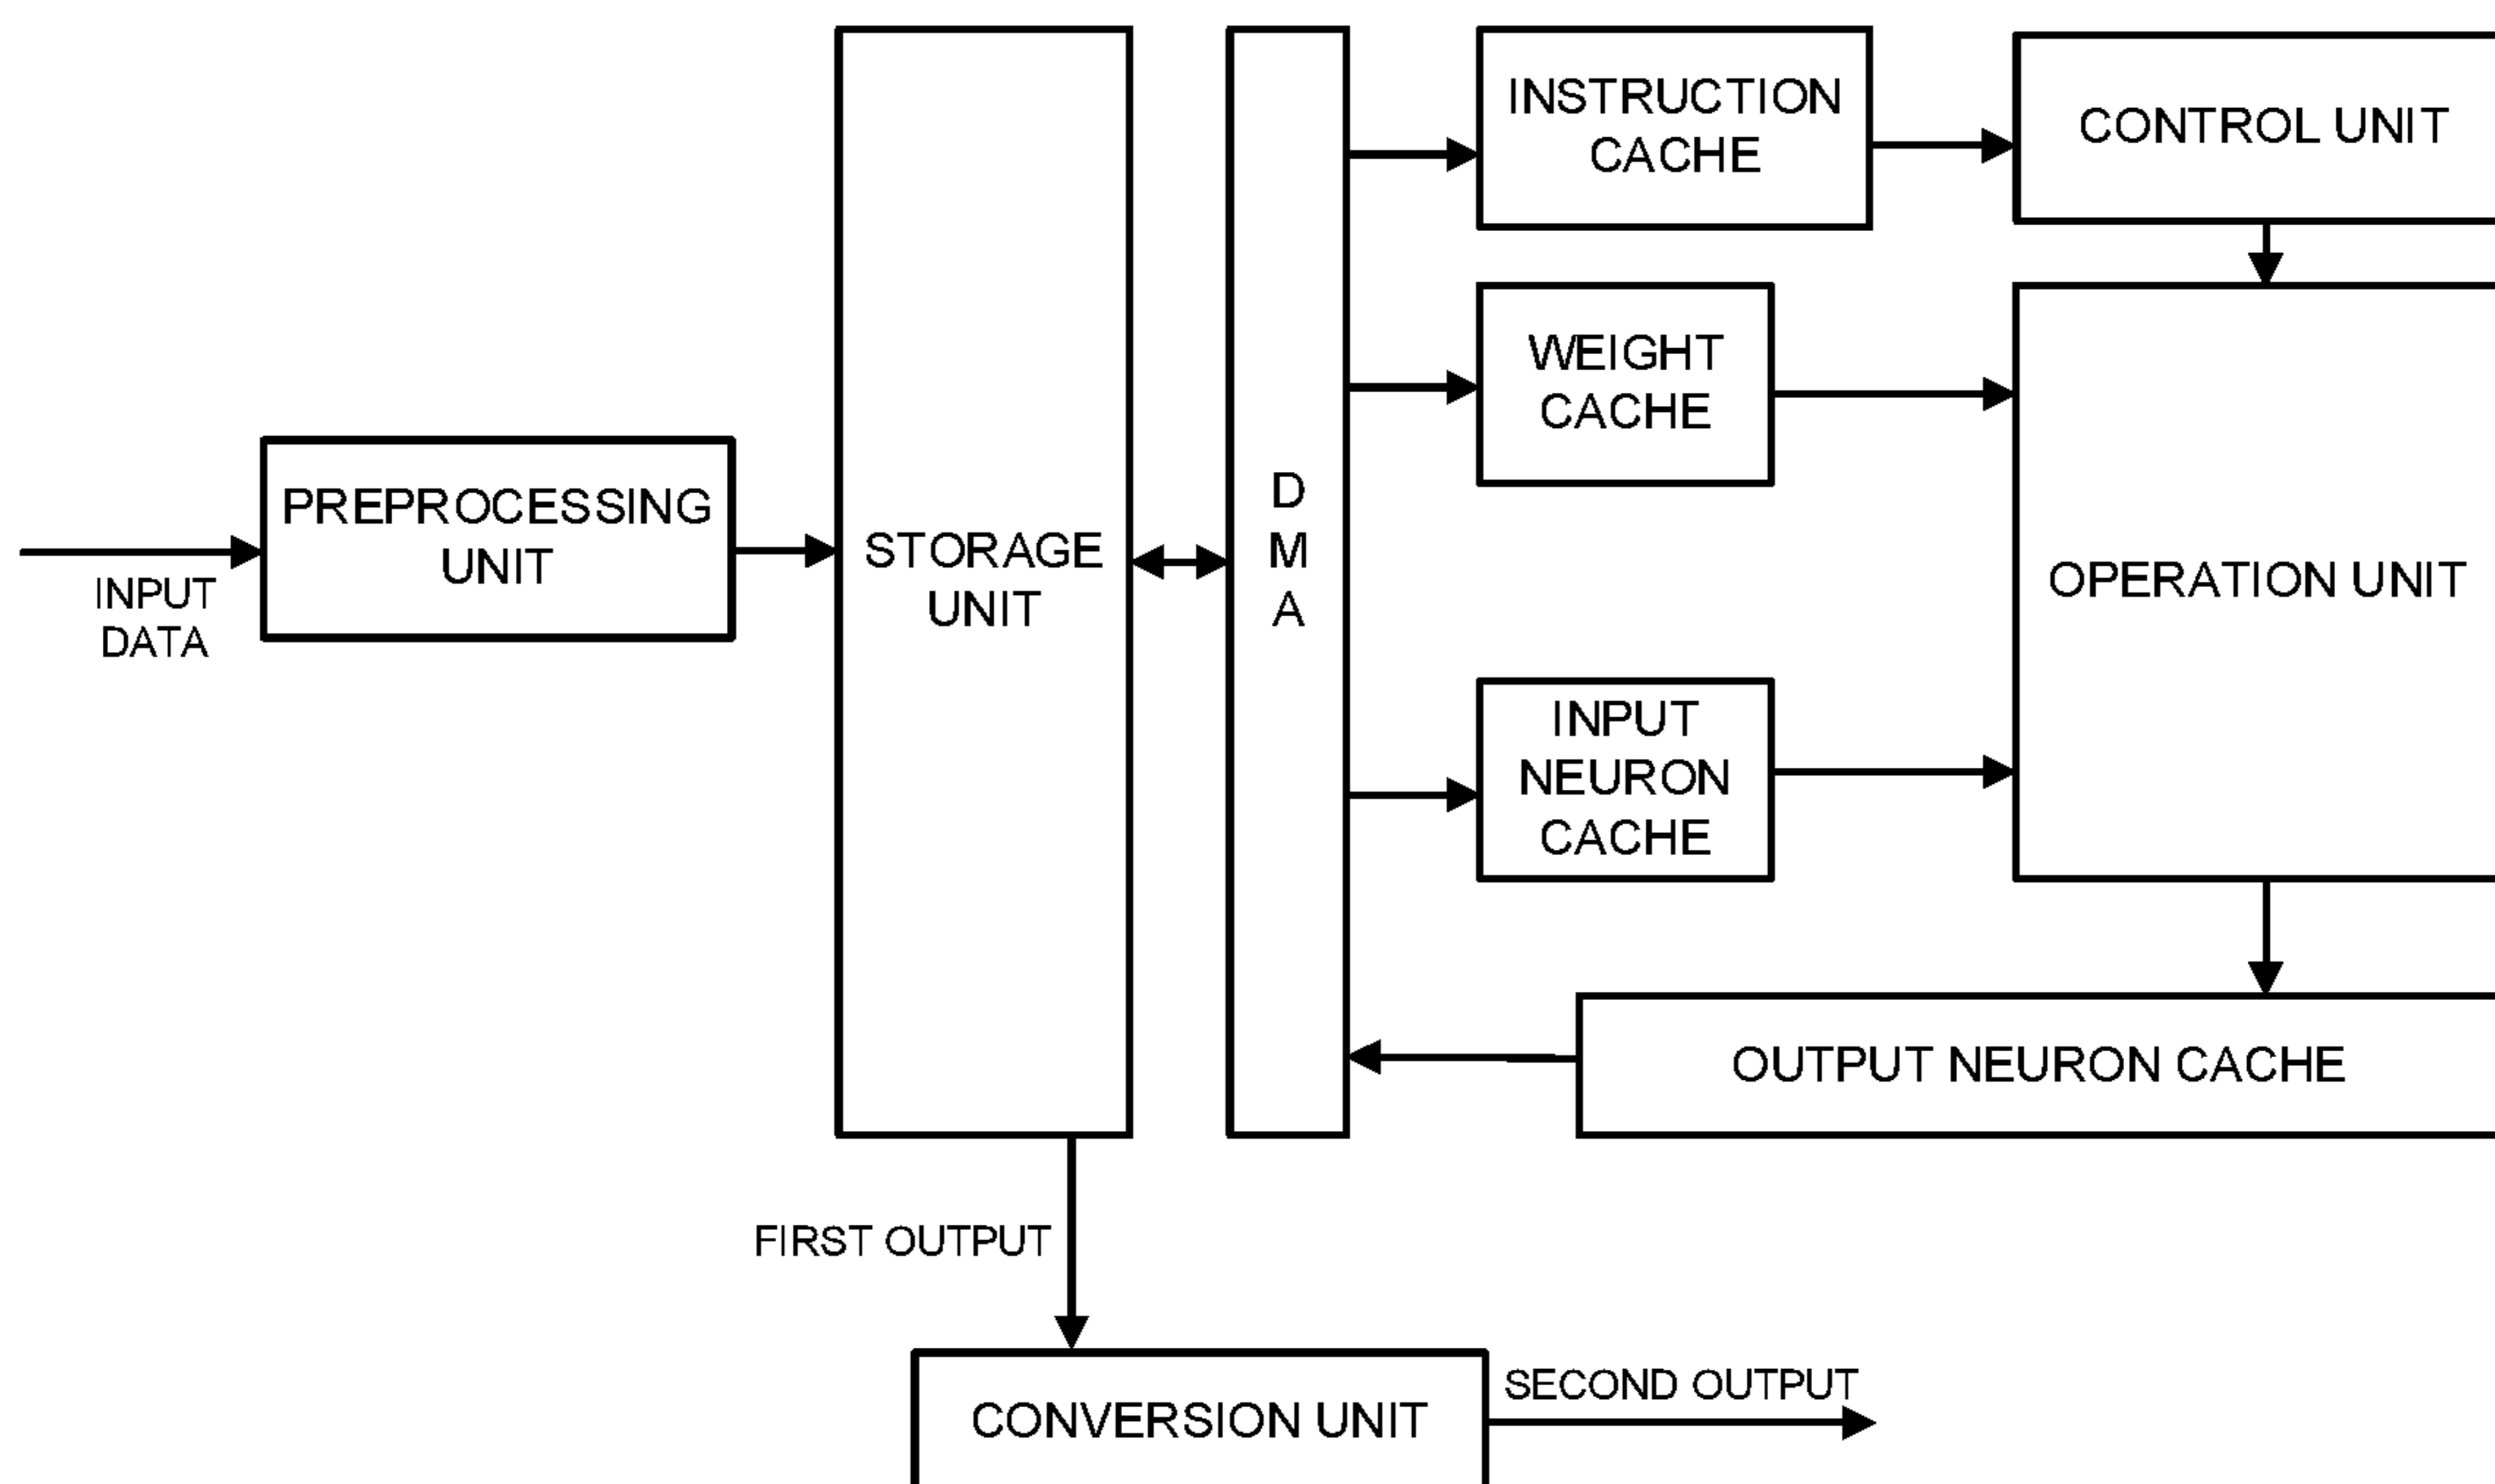 INSTRUCTION
CACHE
CONTROL UNIT
WEIGHT
CACHE
PREPROCESSING
UNIT
INPUT
DATA
STORAGE
UNIT
D
M
A
OPERATION UNIT
INPUT
NEURON
CACHE
OUTPUT NEURON CACHE
FIRST OUTPUT
CONVERSION UNIT
SECOND OUTPUT